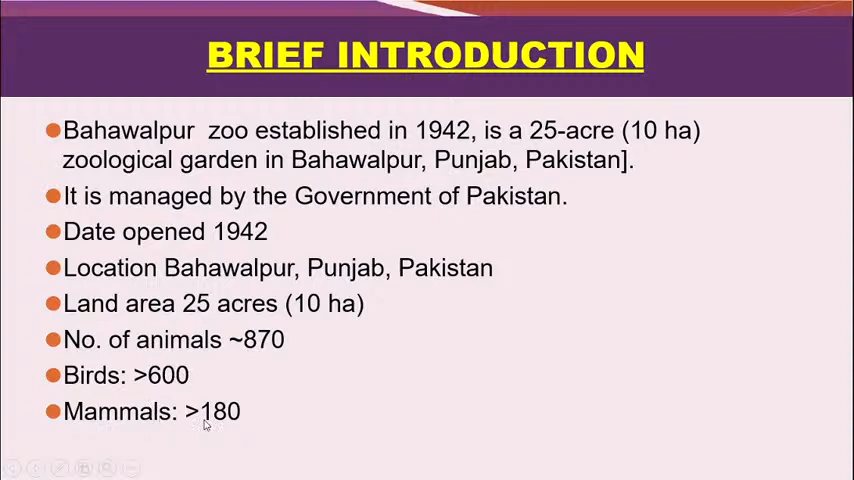 BRIEF INTRODUCTION
Bahawalpur  zoo established in 1942, is a 25-acre (10 ha)
zoological garden in Bahawalpur, Punjab, Pakistan].
It is managed by the Government of Pakistan.
Date opened 1942
Location Bahawalpur, Punjab, Pakistan
Land area 25 acres (10 ha)
No. of animals ~870
Birds: >600
Mammals: >180